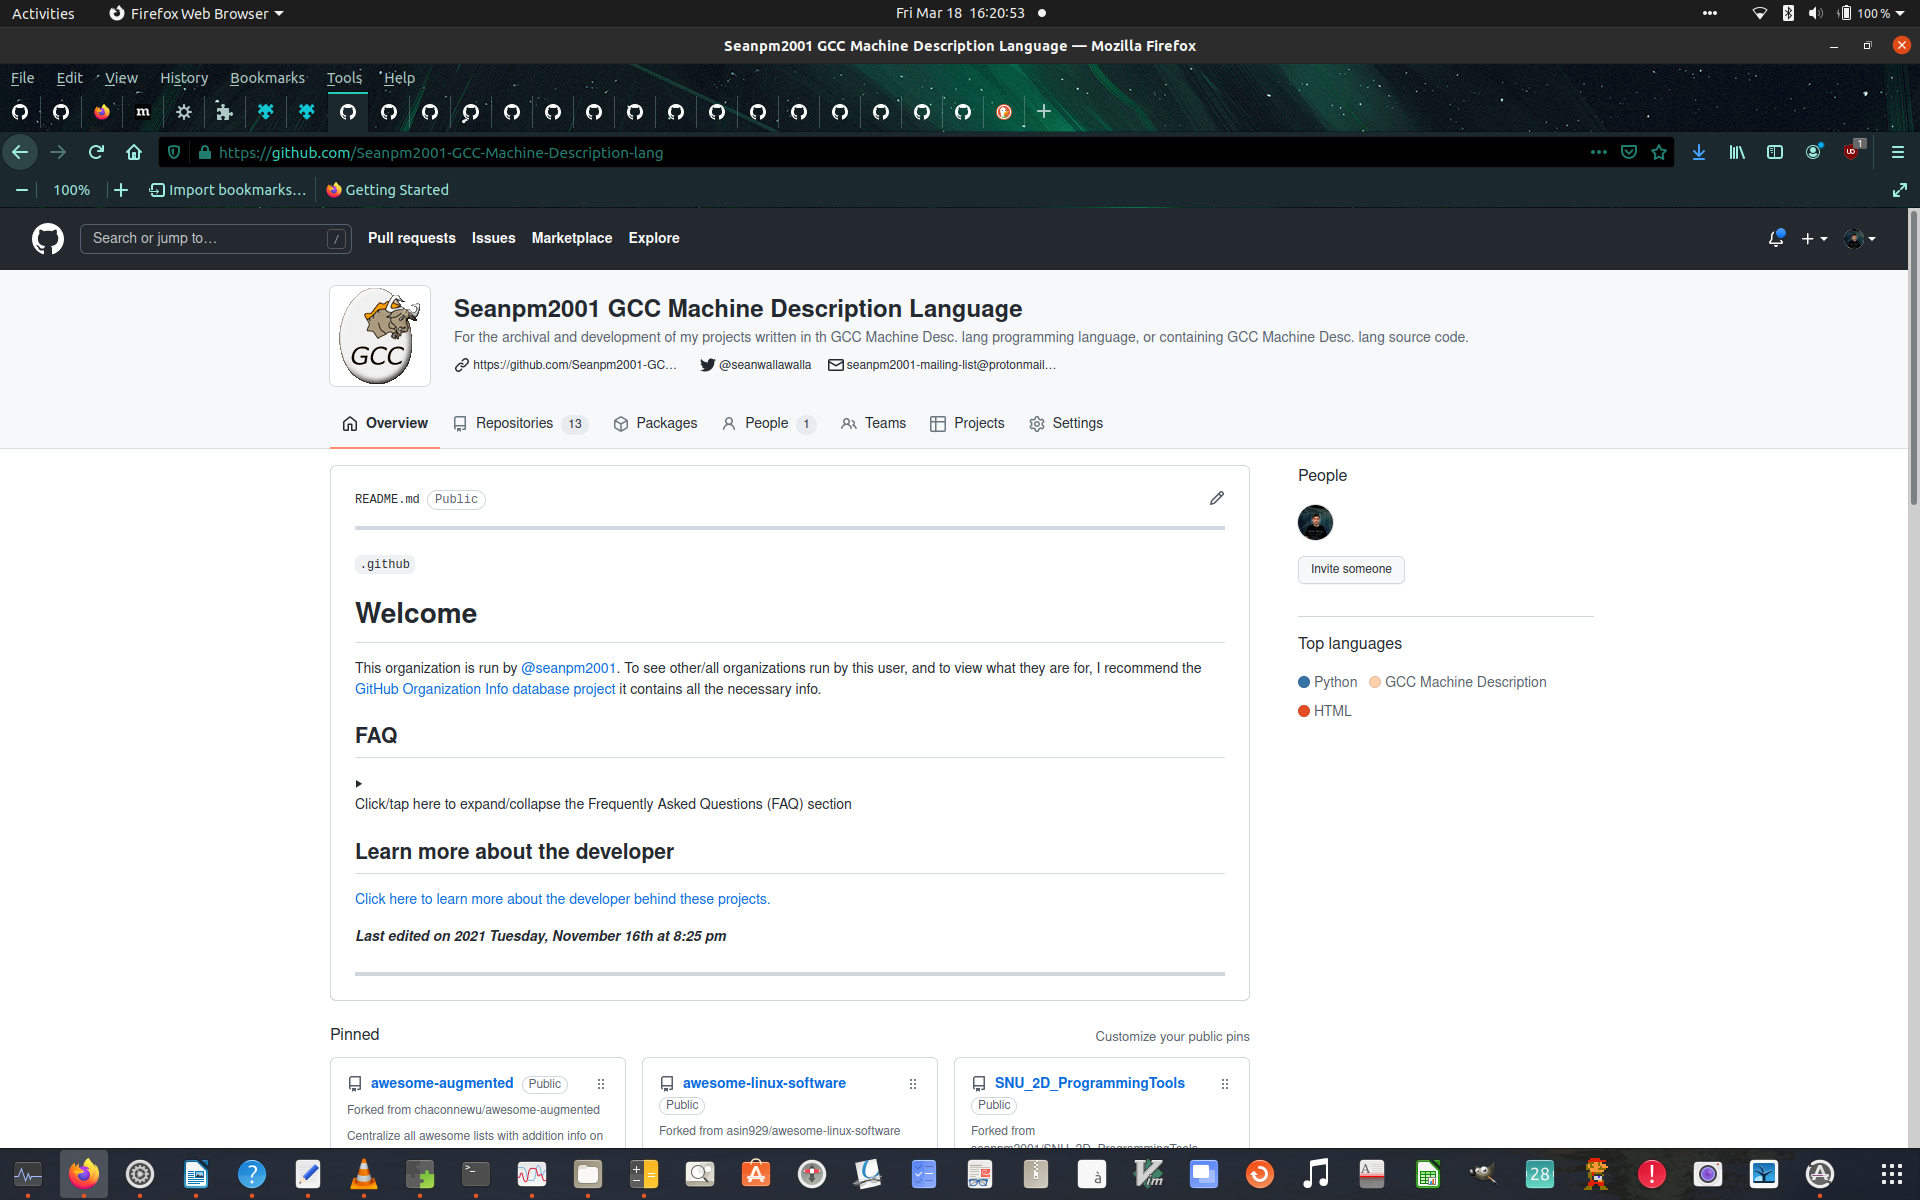 Activities Firefox Web Browser Fri Mar 18 16:20:53 100 %
Seanpm2001 GCC Machine Description Language — Mozilla Firefox
File Edit View History Bookmarks Tools Help
m
https://github.com/Seanpm2001-GCC-Machine-Description-lang 1
100% Import bookmarks... Getting Started
Search or jump to... / Pull requests Issues Marketplace Explore
GCC
Seanpm2001 GCC Machine Description Language
For the archival and development of my projects written in th GCC Machine Desc. lang programming language, or containing GCC Machine Desc. lang source code.
https://github.com/Seanpm2001-GC... @seanwallawalla seanpm2001-mailing-list@protonmail...
Overview Repositories 13 Packages People 1 Teams Projects Settings
README.md Public
.github
Welcome
This organization is run by @seanpm2001. To see other/all organizations run by this user, and to view what they are for, I recommend the
GitHub Organization Info database project it contains all the necessary info.
FAQ
Click/tap here to expand/collapse the Frequently Asked Questions (FAQ) section
Learn more about the developer
Click here to learn more about the developer behind these projects.
Last edited on 2021 Tuesday, November 16th at 8:25 pm
People
Invite someone
Top languages
Python GCC Machine Description
HTML
Pinned Customize your public pins
awesome-augmented Public
Forked from chaconnewu/awesome-augmented
Centralize all awesome lists with addition info on
awesome-linux-software
Public
Forked from asin929/awesome-linux-software
SNU_2D_ProgrammingTools
Public
Forked from
seanpm2001/SNU_2D_ProgrammingTools
28